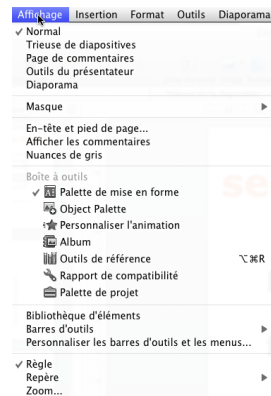 Affichage Insertion Format Outils Diaporama
✓ Normal
Trieuse de diapositives
Page de commentaires
Outils du présentateur
Diaporama
Masque
En-tête et pied de page...
Afficher les commentaires
Nuances de gris
Boîte à outils
✓ Palette de mise en forme
Object Palette
Personnaliser l'animation
Album
Outils de référence ⌥⌘R
Rapport de compatibilité
Palette de projet
Bibliothèque d'éléments
Barres d'outils
Personnaliser les barres d'outils et les menus...
✓ Règle
Repère
Zoom...